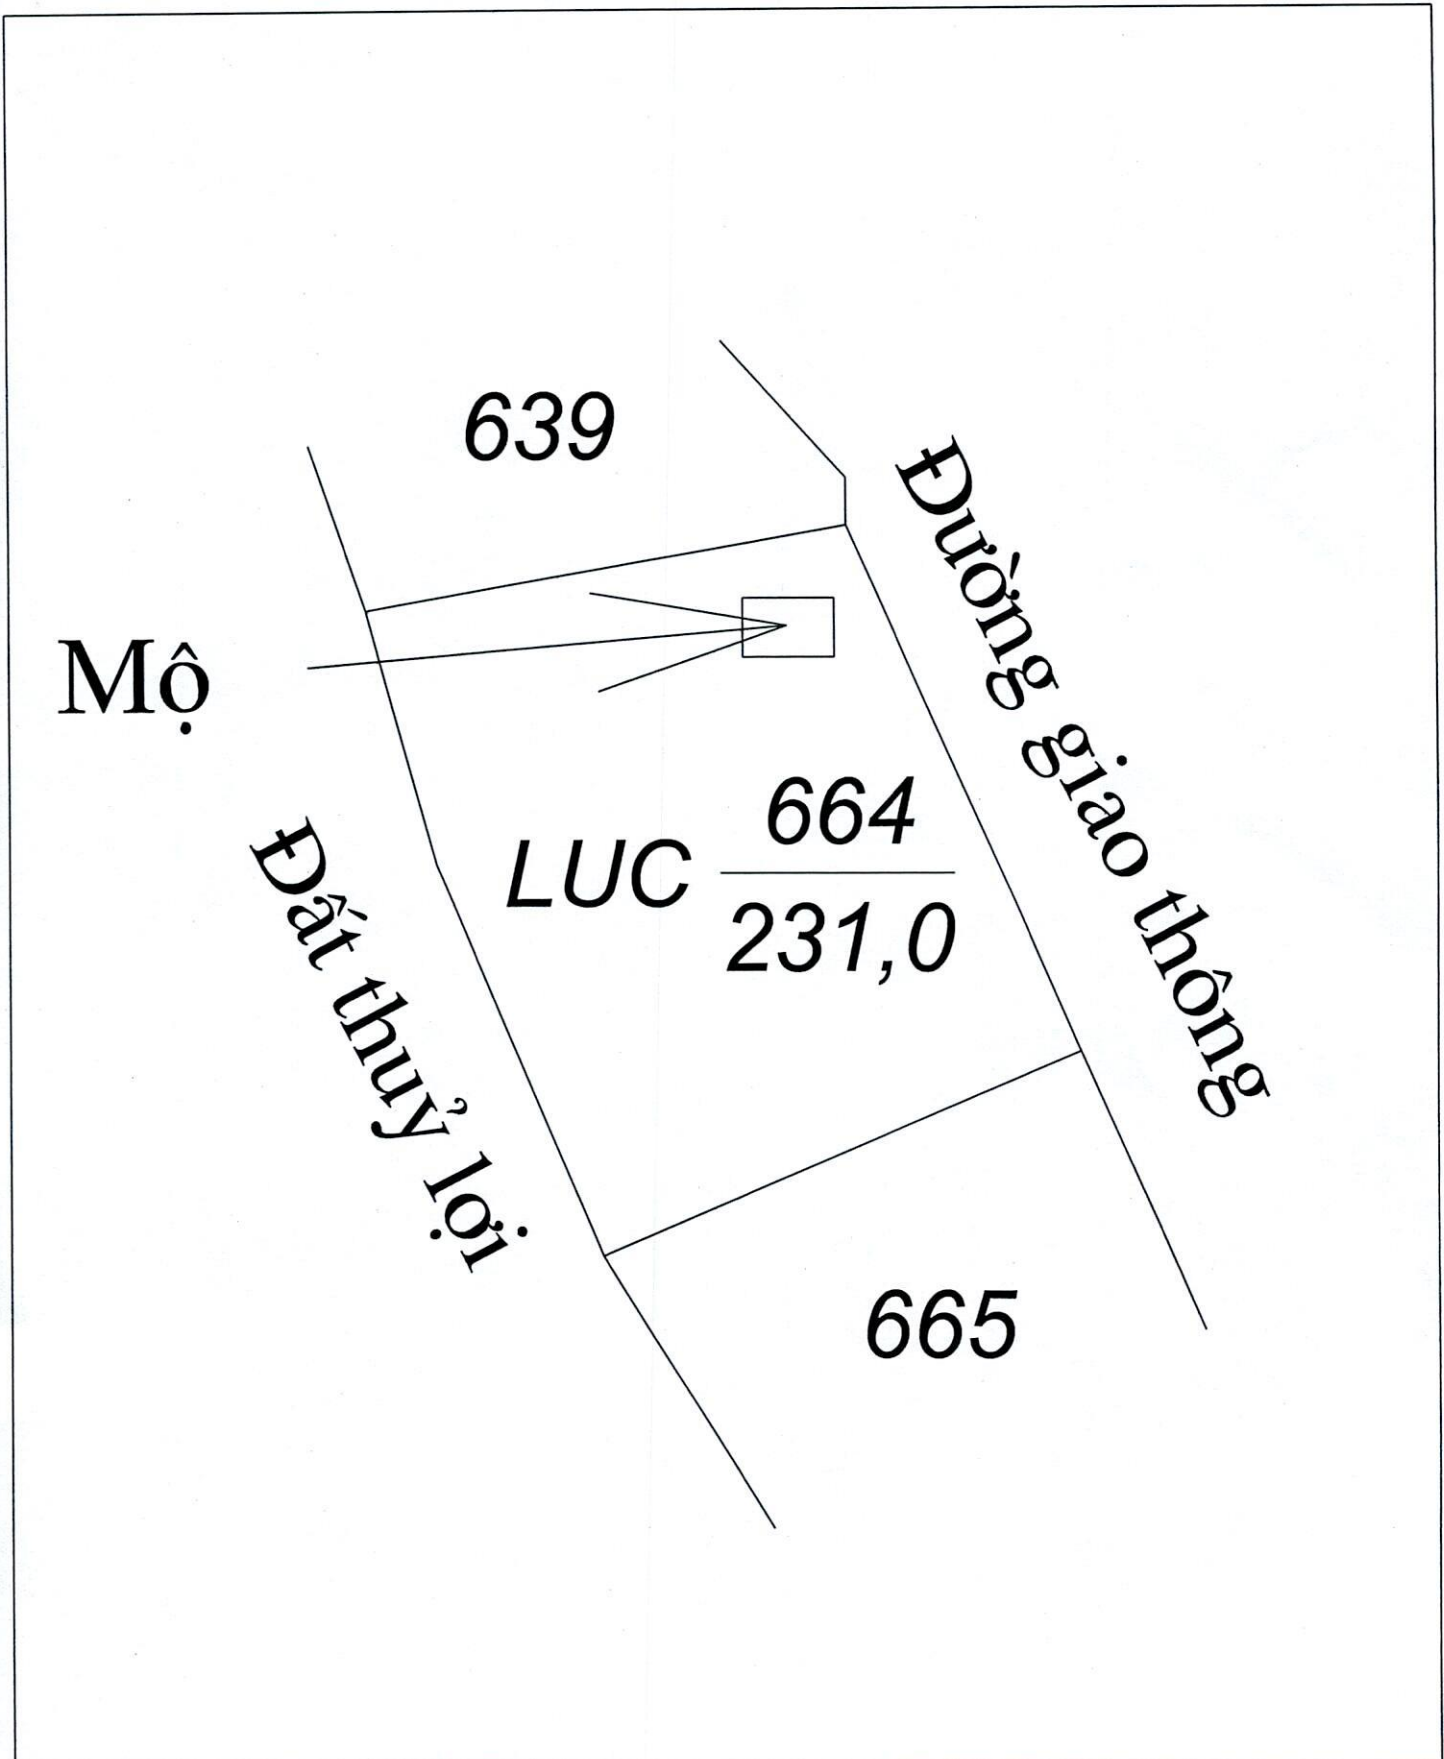 639
Đường giao thông
Mộ
LUC 664
231,0
Đất thuỷ lợi
665